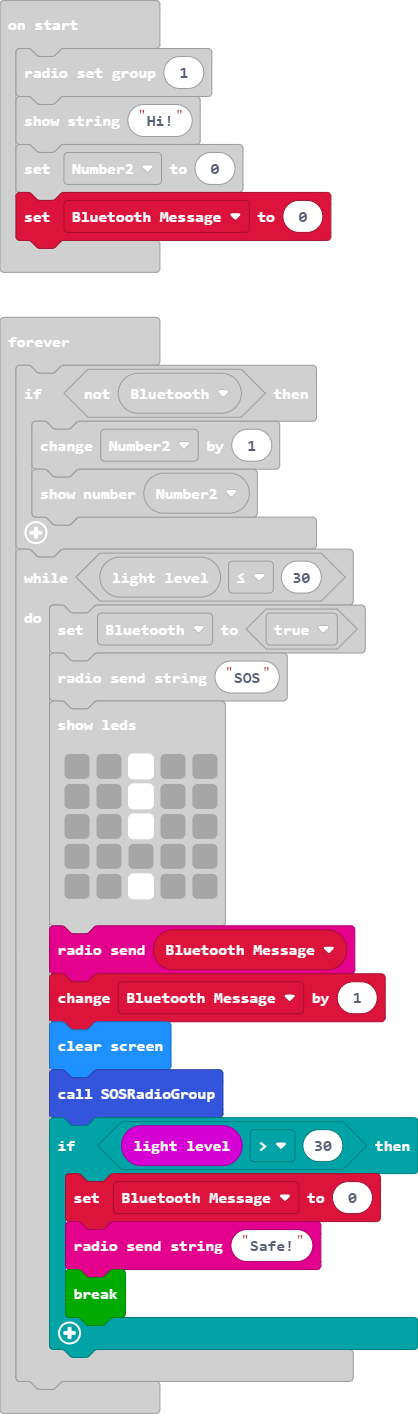 on start
radio set group 1
show string "Hi!"
set Number2 to 0
set Bluetooth Message to 0
forever
if not Bluetooth then
change Number2 by 1
show number Number2
while light level ≤ 30
do
set Bluetooth to true
radio send string "SOS"
show leds
radio send Bluetooth Message
change Bluetooth Message by 1
clear screen
call SOSRadioGroup
if light level > 30 then
set Bluetooth Message to 0
radio send string "Safe!"
break